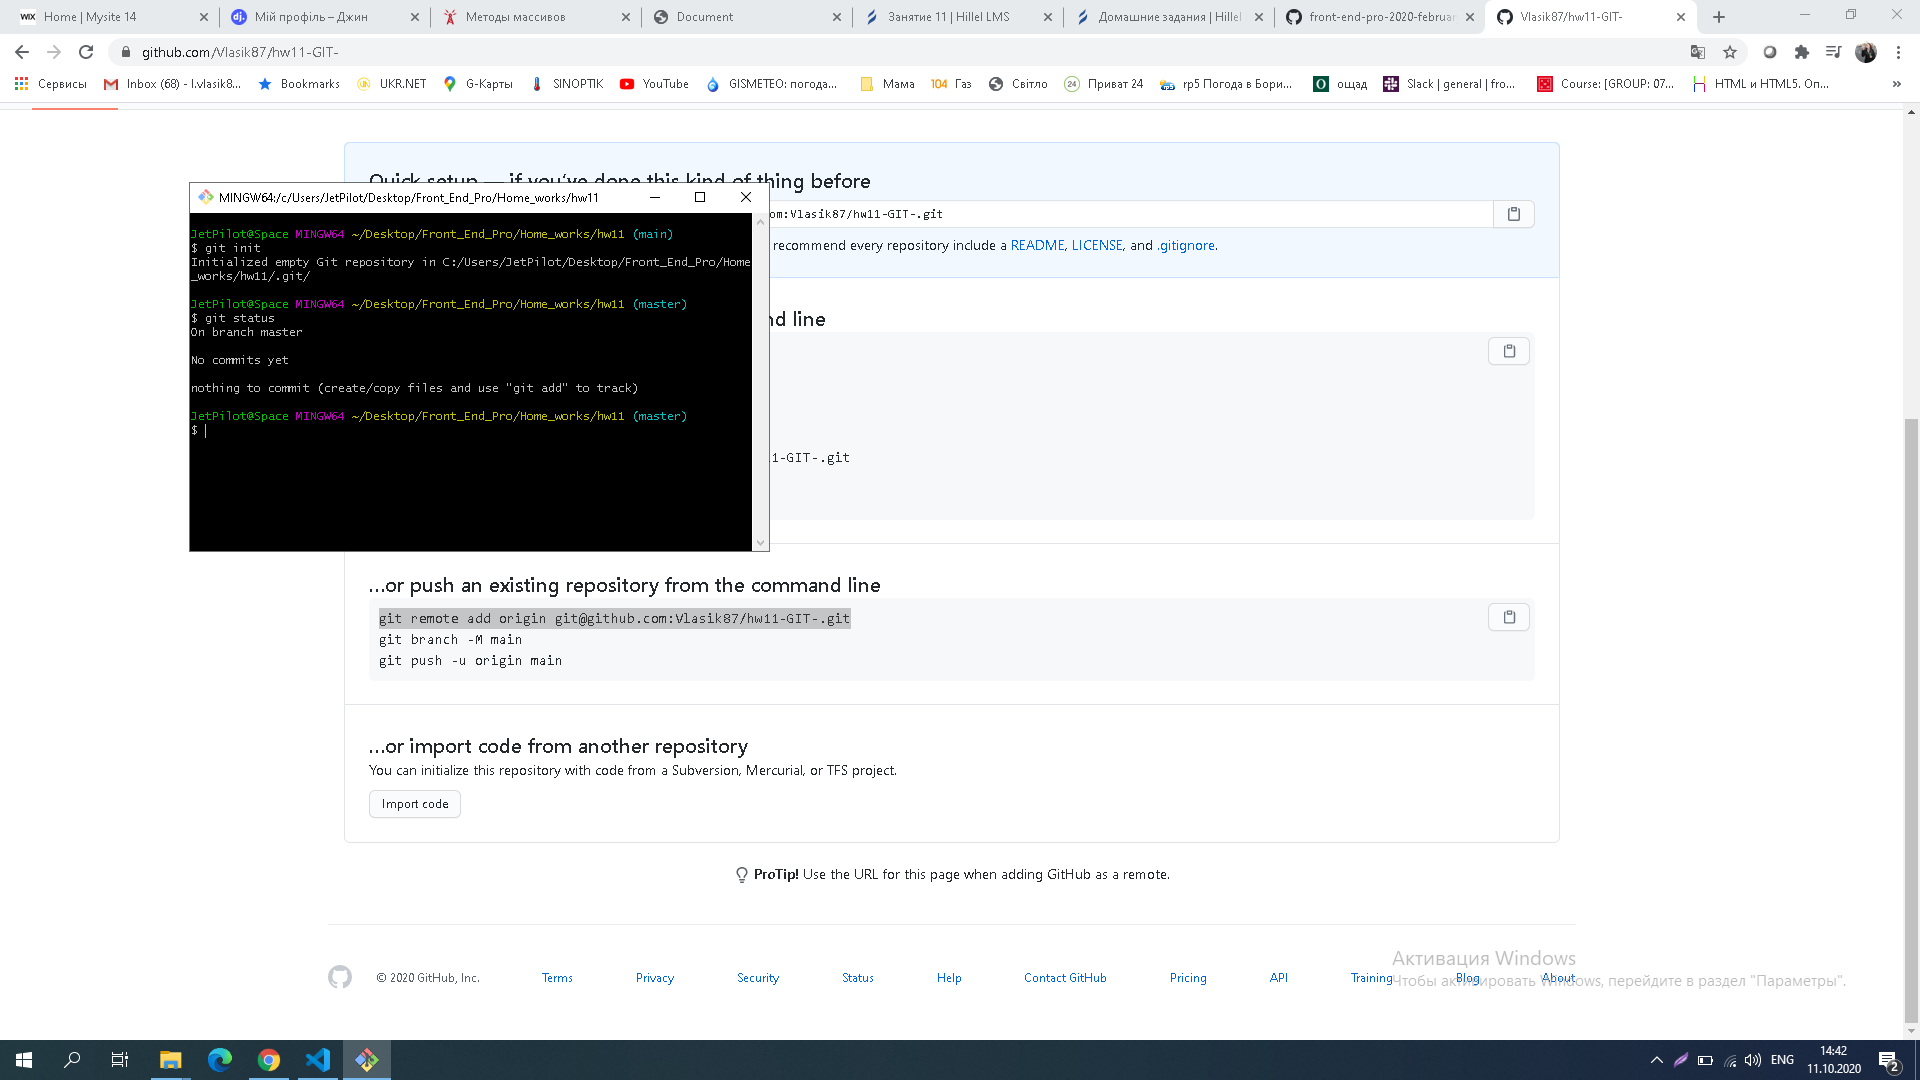 Home | Mysite 14
Мій профіль – Джин
Методы массивов
Document
Занятие 11 | Hillel LMS
Домашние задания | Hillel
front-end-pro-2020-februar
Vlasik87/hw11-GIT-
github.com/Vlasik87/hw11-GIT-
Сервисы
Inbox (68) - l.vlasik8...
Bookmarks
UKR.NET
G-Карты
SINOPTIK
YouTube
GISMETEO: погода...
Мама
104 Газ
Світло
24 Приват 24
rp5 Погода в Бори...
ощад
Slack | general | fro...
Course: [GROUP: 07...
HTML и HTML5. Оп...
»
Quick setup — if you've done this kind of thing before
om:Vlasik87/hw11-GIT-.git
recommend every repository include a README, LICENSE, and .gitignore.
nd line
11-GIT-.git
MINGW64:/c/Users/JetPilot/Desktop/Front_End_Pro/Home_works/hw11
JetPilot@Space MINGW64 ~/Desktop/Front_End_Pro/Home_works/hw11 (main)
$ git init
Initialized empty Git repository in C:/Users/JetPilot/Desktop/Front_End_Pro/Home
_works/hw11/.git/
JetPilot@Space MINGW64 ~/Desktop/Front_End_Pro/Home_works/hw11 (master)
$ git status
On branch master
No commits yet
nothing to commit (create/copy files and use "git add" to track)
JetPilot@Space MINGW64 ~/Desktop/Front_End_Pro/Home_works/hw11 (master)
$
…or push an existing repository from the command line
git remote add origin git@github.com:Vlasik87/hw11-GIT-.git
git branch -M main
git push -u origin main
…or import code from another repository
You can initialize this repository with code from a Subversion, Mercurial, or TFS project.
Import code
ProTip! Use the URL for this page when adding GitHub as a remote.
© 2020 GitHub, Inc.
Terms
Privacy
Security
Status
Help
Contact GitHub
Pricing
API
Training
Blog
About
Активация Windows
Чтобы активировать Windows, перейдите в раздел "Параметры".
ENG
14:42
11.10.2020
2